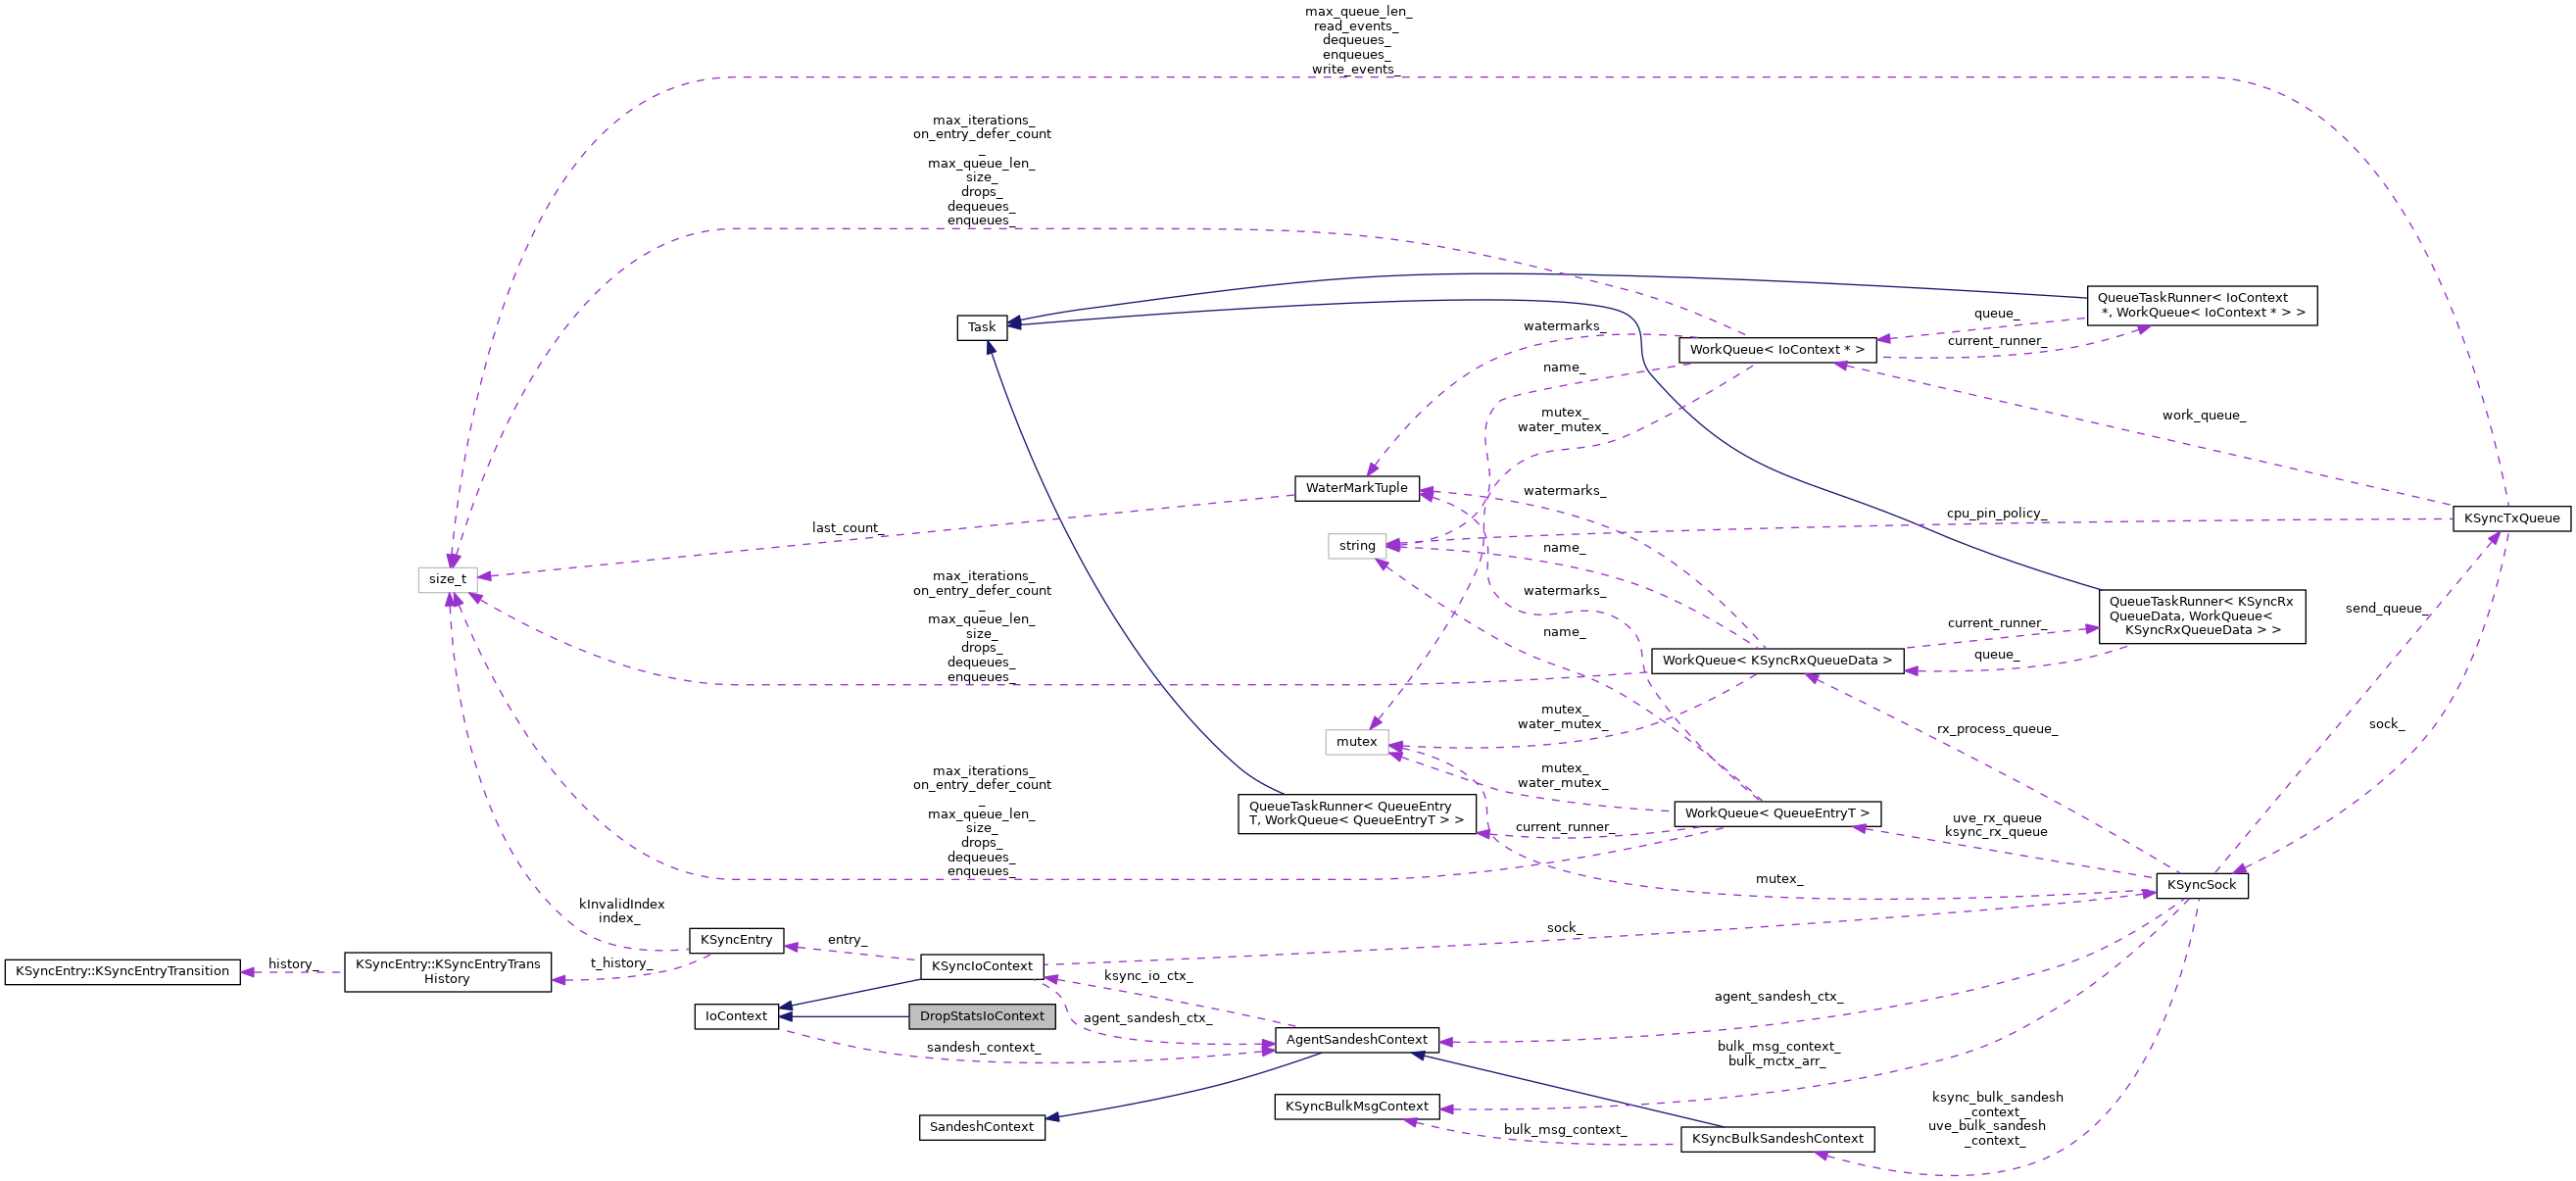 max_queue_len_
read_events_
dequeues_
enqueues_
write_events_
max_iterations_
on_entry_defer_count
_
max_queue_len_
size_
drops_
dequeues_
enqueues_
QueueTaskRunner< IoContext
*, WorkQueue< IoContext * > >
Task
queue_
watermarks_
current_runner_
WorkQueue< IoContext * >
name_
mutex_
water_mutex_
work_queue_
WaterMarkTuple
watermarks_
cpu_pin_policy_
KSyncTxQueue
last_count_
string
name_
size_t
max_iterations_
on_entry_defer_count
_
max_queue_len_
size_
drops_
dequeues_
enqueues_
watermarks_
name_
QueueTaskRunner< KSyncRx
QueueData, WorkQueue<
KSyncRxQueueData > >
send_queue_
current_runner_
queue_
WorkQueue< KSyncRxQueueData >
mutex_
water_mutex_
rx_process_queue_
sock_
mutex
mutex_
water_mutex_
max_iterations_
on_entry_defer_count
_
max_queue_len_
size_
drops_
dequeues_
enqueues_
QueueTaskRunner< QueueEntry
T, WorkQueue< QueueEntryT > >
WorkQueue< QueueEntryT >
current_runner_
uve_rx_queue
ksync_rx_queue
mutex_
KSyncSock
kInvalidIndex
index_
KSyncEntry
entry_
sock_
KSyncEntry::KSyncEntryTransition
history_
KSyncEntry::KSyncEntryTrans
History
t_history_
KSyncIoContext
ksync_io_ctx_
agent_sandesh_ctx_
IoContext
DropStatsIoContext
agent_sandesh_ctx_
sandesh_context_
AgentSandeshContext
bulk_msg_context_
bulk_mctx_arr_
KSyncBulkMsgContext
ksync_bulk_sandesh
_context_
uve_bulk_sandesh
_context_
SandeshContext
bulk_msg_context_
KSyncBulkSandeshContext